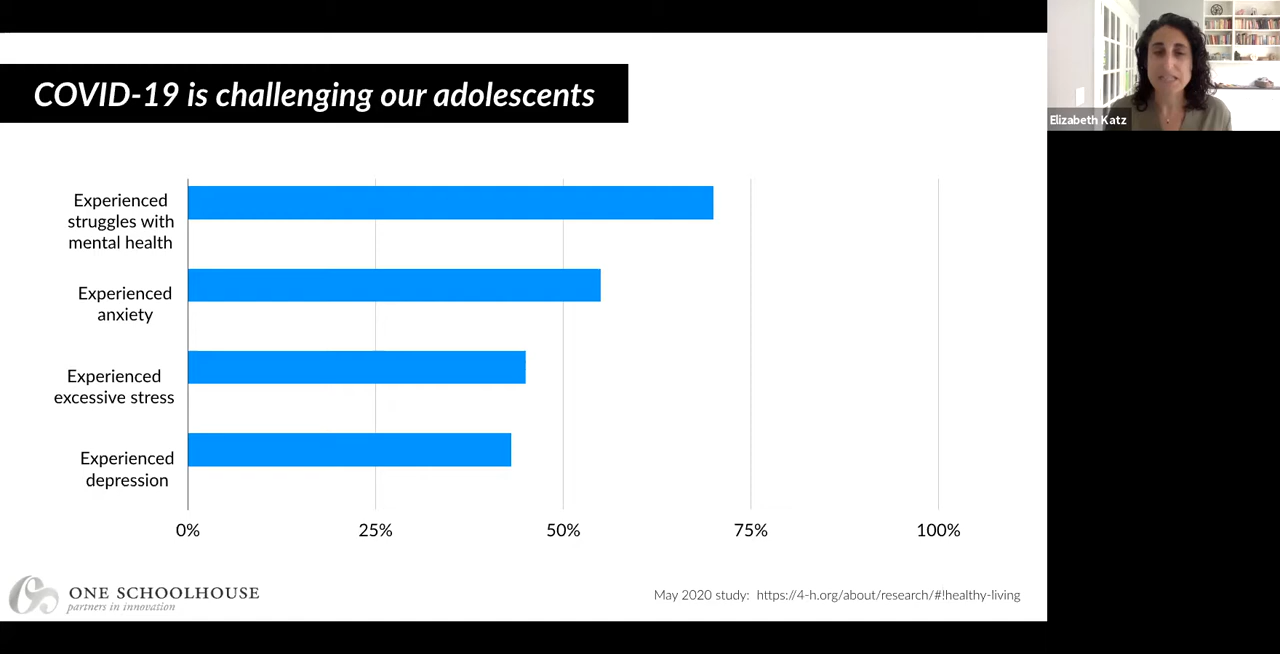 COVID-19 is challenging our adolescents
Elizabeth Katz
Experienced
struggles with
mental health
Experienced
anxiety
Experienced
excessive stress
Experienced
depression
0% 25% 50% 75% 100%
ONE SCHOOLHOUSE
partners in innovation
May 2020 study: https://4-h.org/about/research/#!healthy-living